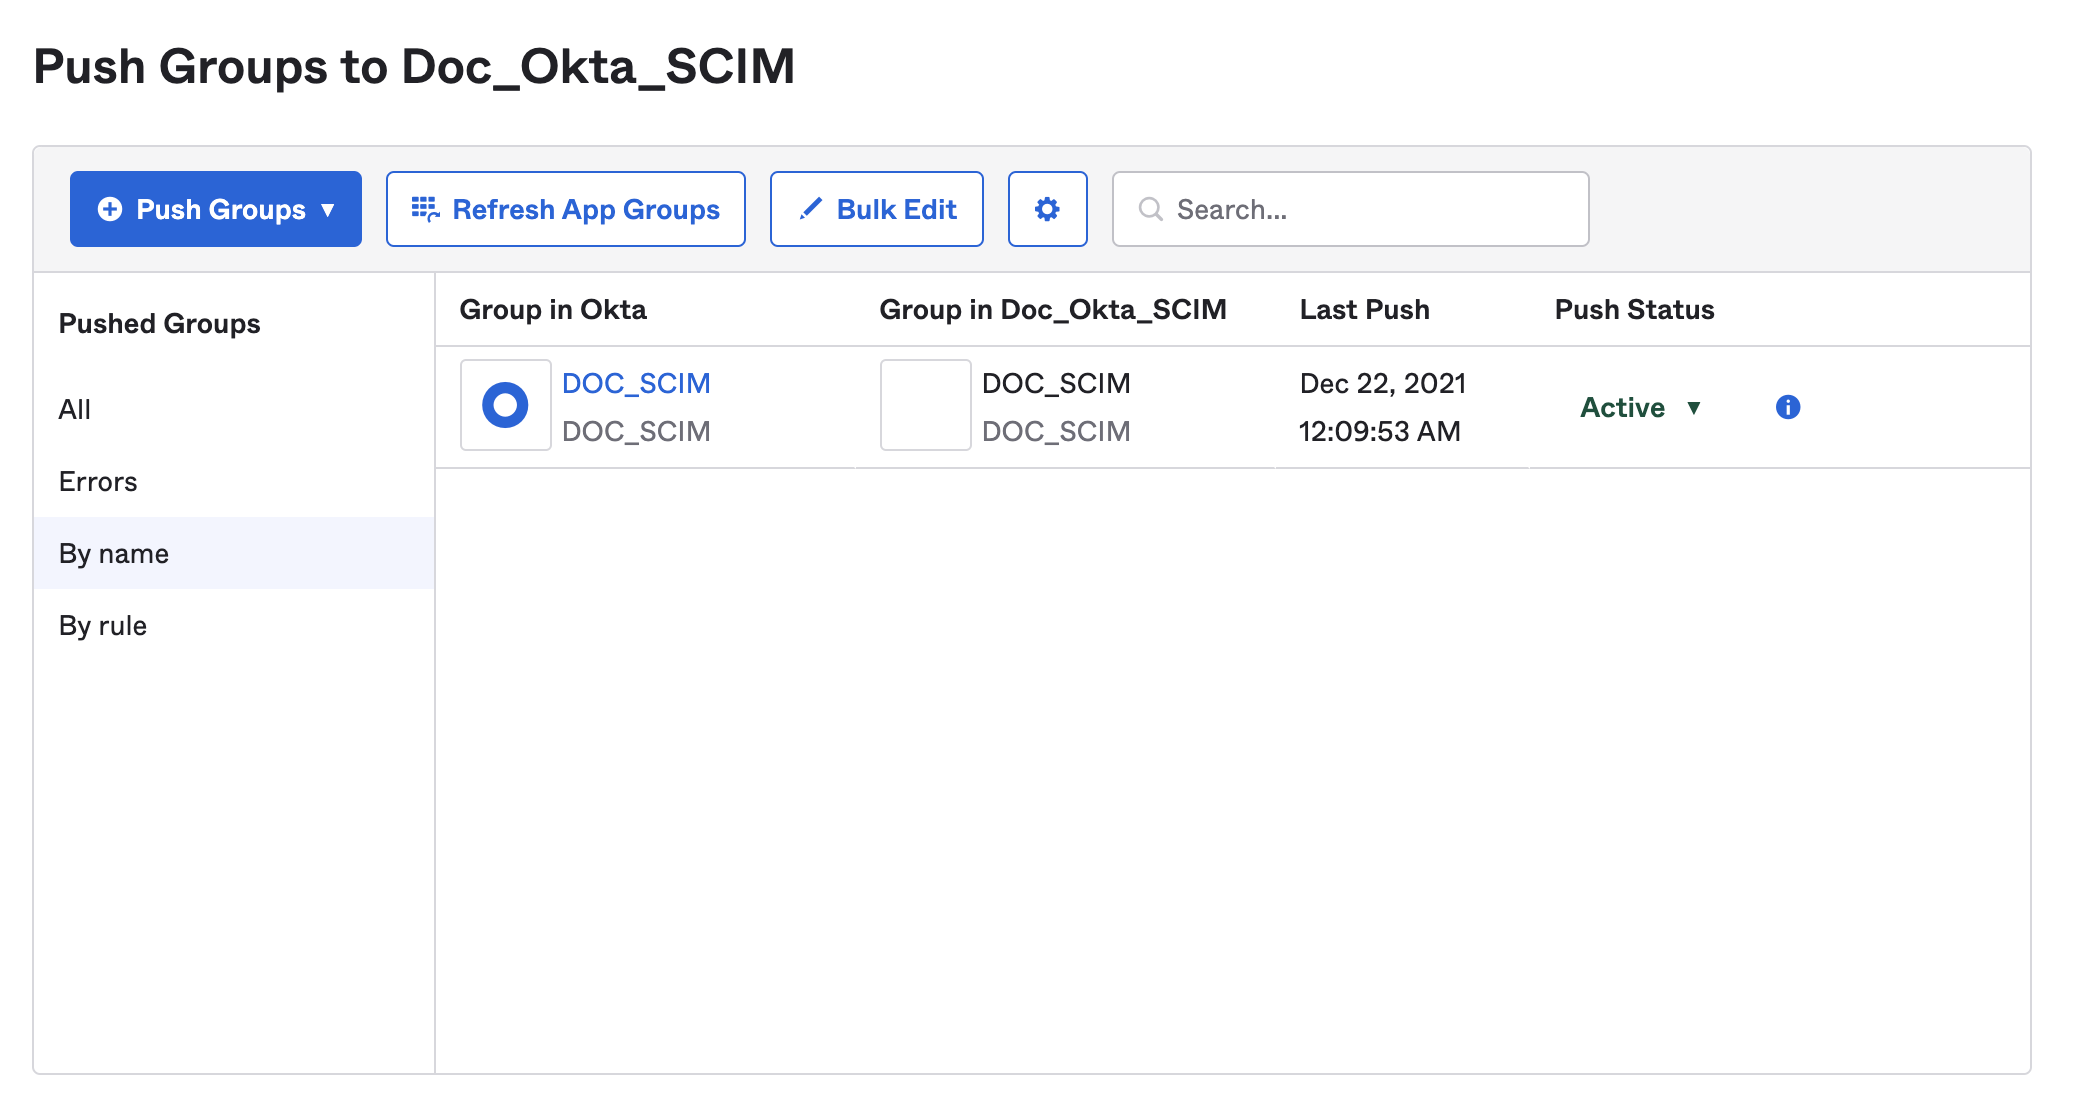 Push Groups to Doc_Okta_SCIM
Push Groups
Refresh App Groups
Bulk Edit
Search...
Pushed Groups
All
Errors
By name
By rule
Group in Okta
Group in Doc_Okta_SCIM
Last Push
Push Status
DOC_SCIM
DOC_SCIM
DOC_SCIM
DOC_SCIM
Dec 22, 2021
12:09:53 AM
Active